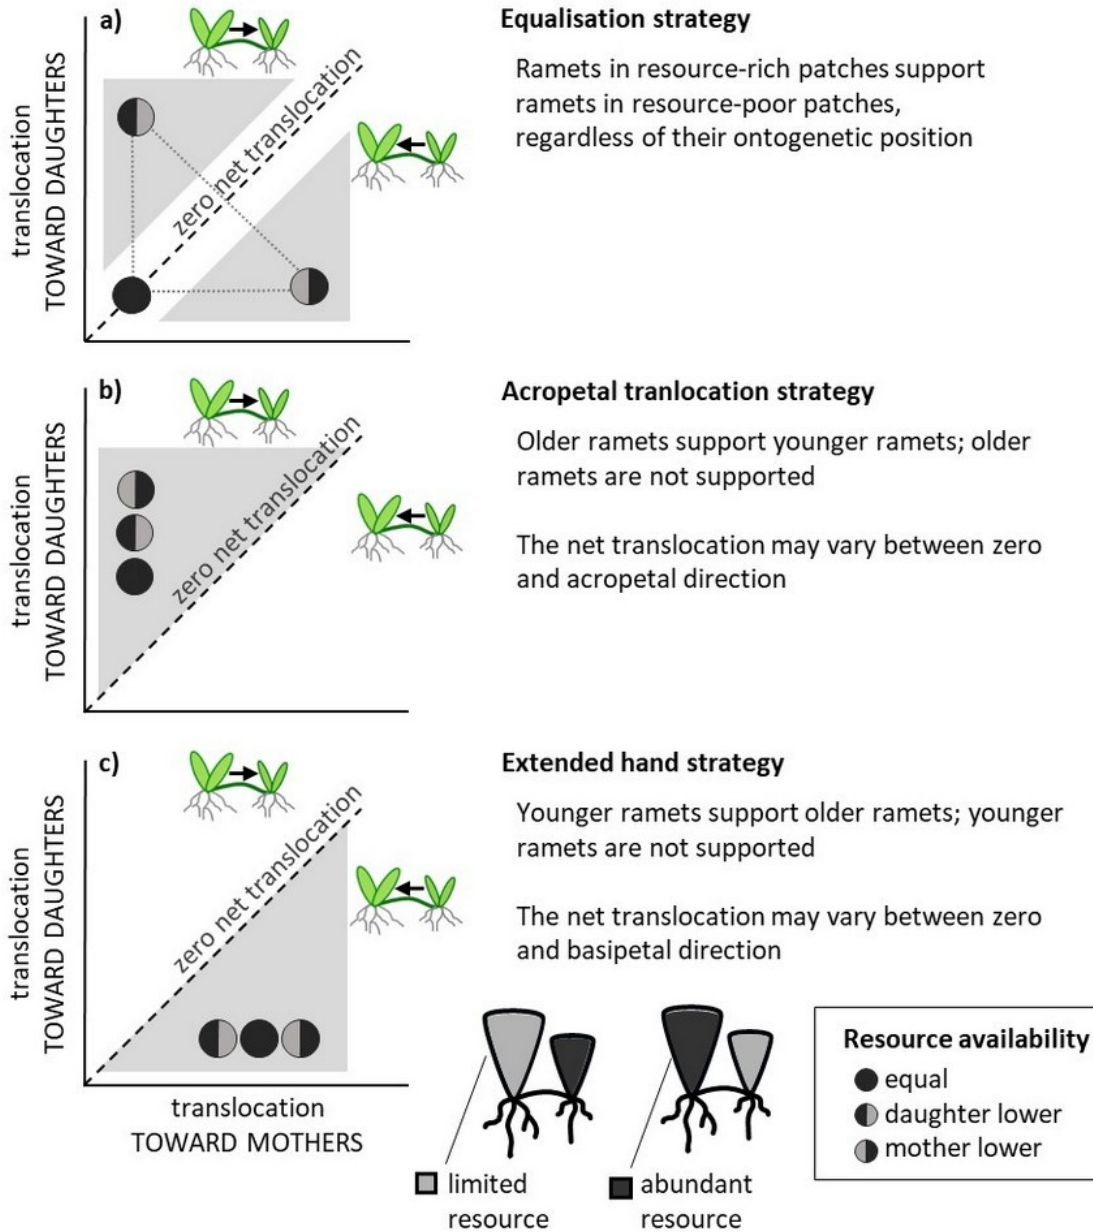 a)
translocation
TOWARD DAUGHTERS
zero net translocation
Equalisation strategy
Ramets in resource-rich patches support
ramets in resource-poor patches,
regardless of their ontogenetic position
b)
translocation
TOWARD DAUGHTERS
zero net translocation
Acropetal tranlocation strategy
Older ramets support younger ramets; older
ramets are not supported
The net translocation may vary between zero
and acropetal direction
c)
translocation
TOWARD DAUGHTERS
zero net translocation
translocation
TOWARD MOTHERS
Extended hand strategy
Younger ramets support older ramets; younger
ramets are not supported
The net translocation may vary between zero
and basipetal direction
limited
resource
abundant
resource
Resource availability
equal
daughter lower
mother lower